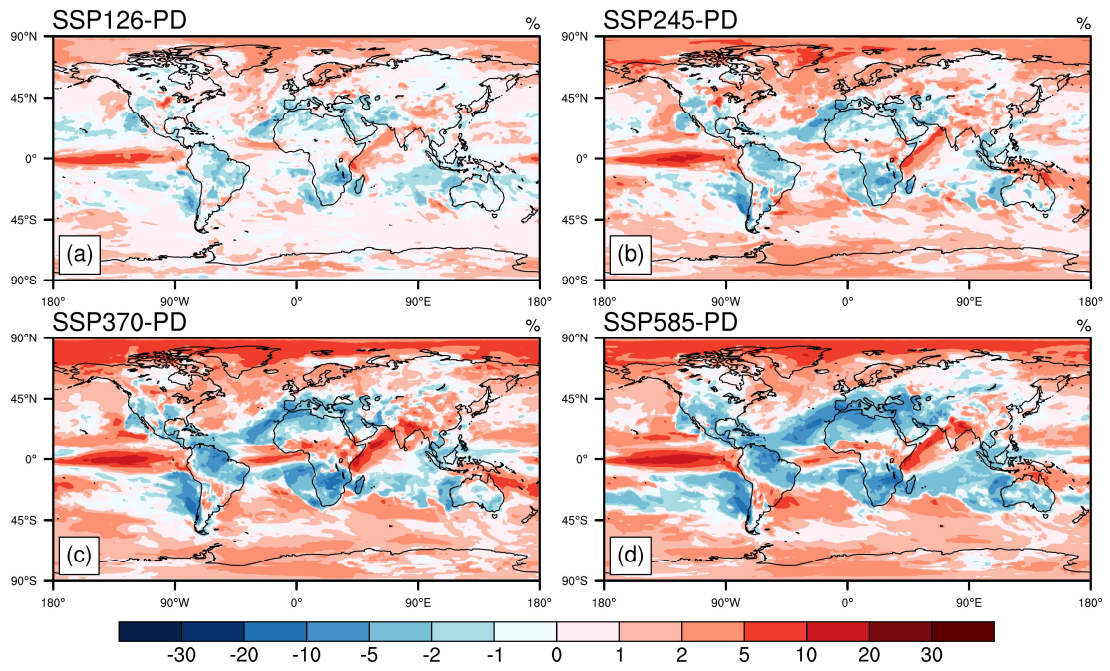 SSP126-PD % SSP245-PD %
90°N 90°N
45°N 45°N
0° 0°
45°S 45°S
(a) (b)
90°S 90°S
180° 90°W 0° 90°E 180° 180° 90°W 0° 90°E 180°
SSP370-PD % SSP585-PD %
90°N 90°N
45°N 45°N
0° 0°
45°S 45°S
(c) (d)
90°S 90°S
180° 90°W 0° 90°E 180° 180° 90°W 0° 90°E 180°
-30 -20 -10 -5 -2 -1 0 1 2 5 10 20 30